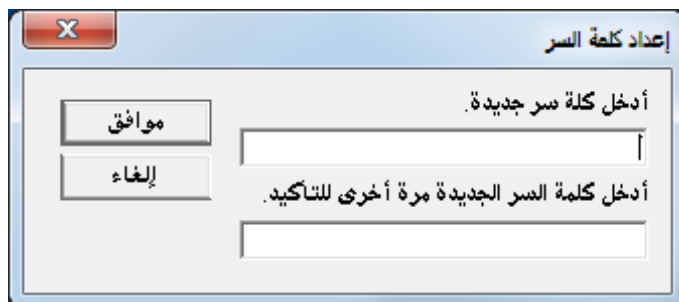 إعداد كلمة السر
أدخل كلة سر جديدة.
موافق
إلغاء
أدخل كلمة السر الجديدة مرة أخرى للتأكيد.